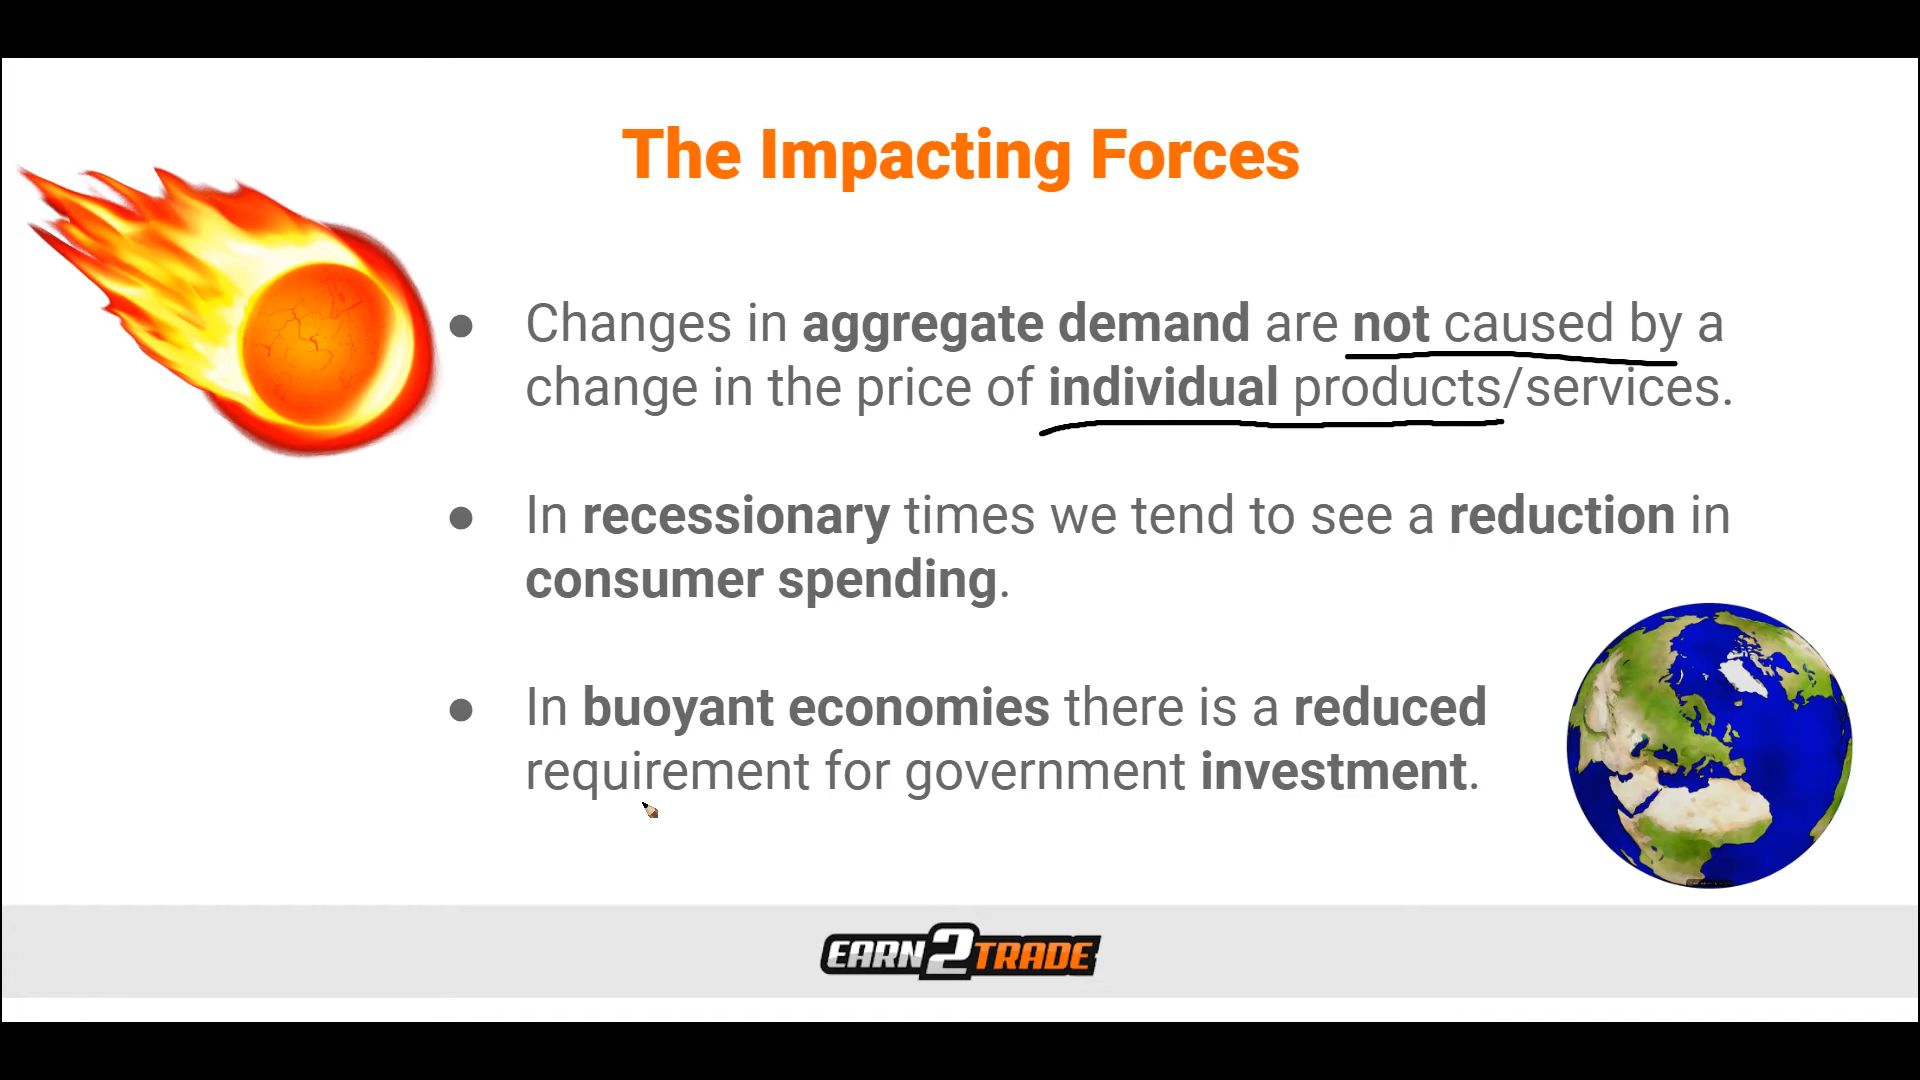 The Impacting Forces
● Changes in aggregate demand are not caused by a
change in the price of individual products/services.
● In recessionary times we tend to see a reduction in
consumer spending.
● In buoyant economies there is a reduced
requirement for government investment.
EARN2TRADE